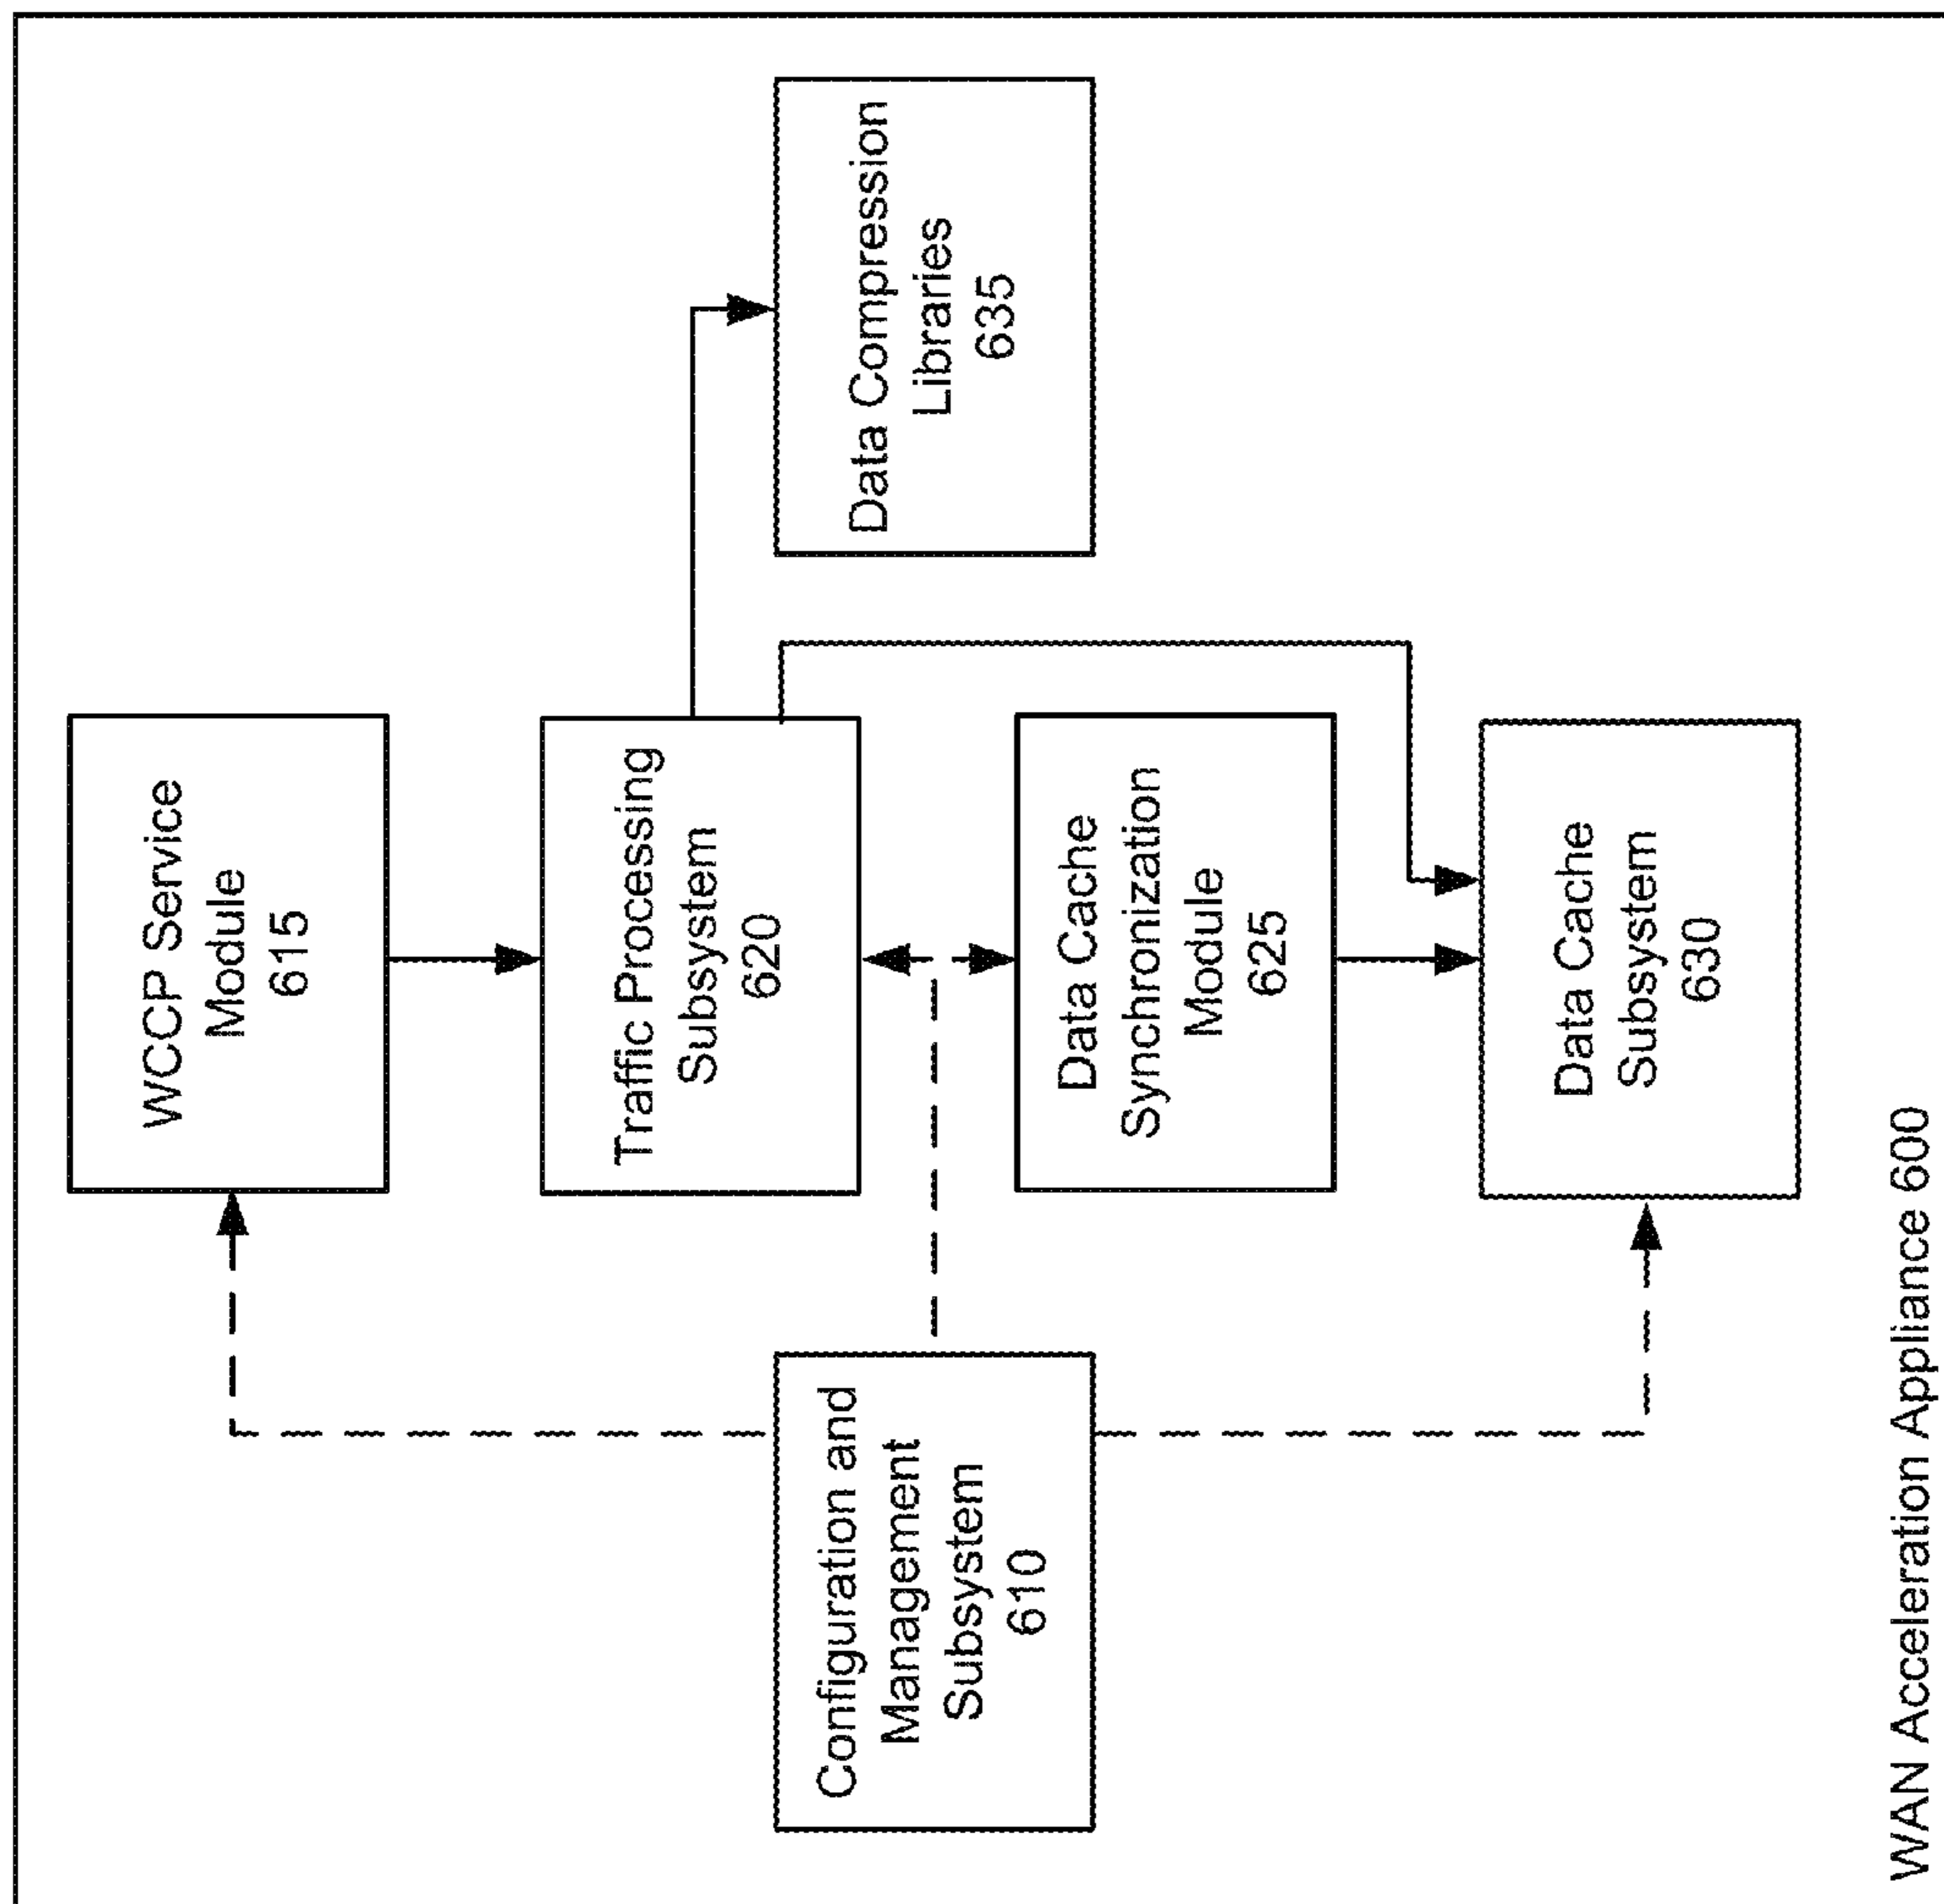 WCCP Service
Module
615
Configuration and
Management
Subsystem
610
Traffic Processing
Subsystem
620
Data Compression
Libraries
635
Data Cache
Synchronization
Module
625
Data Cache
Subsystem
630
WAN Acceleration Appliance 600